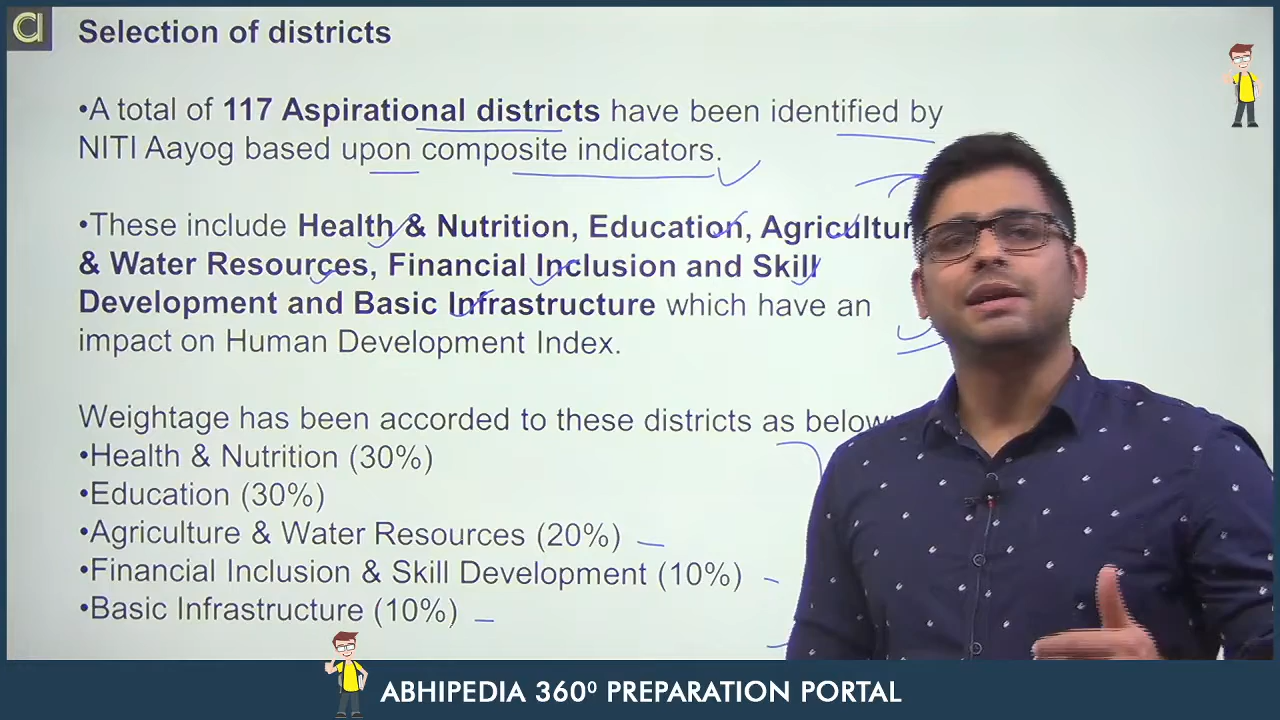 Selection of districts
•A total of 117 Aspirational districts have been identified by
NITI Aayog based upon composite indicators.
•These include Health & Nutrition, Education, Agricultur
& Water Resources, Financial Inclusion and Skill
Development and Basic Infrastructure which have an
impact on Human Development Index.
Weightage has been accorded to these districts as below
•Health & Nutrition (30%)
•Education (30%)
•Agriculture & Water Resources (20%)
•Financial Inclusion & Skill Development (10%)
•Basic Infrastructure (10%)
ABHIPEDIA 360⁰ PREPARATION PORTAL